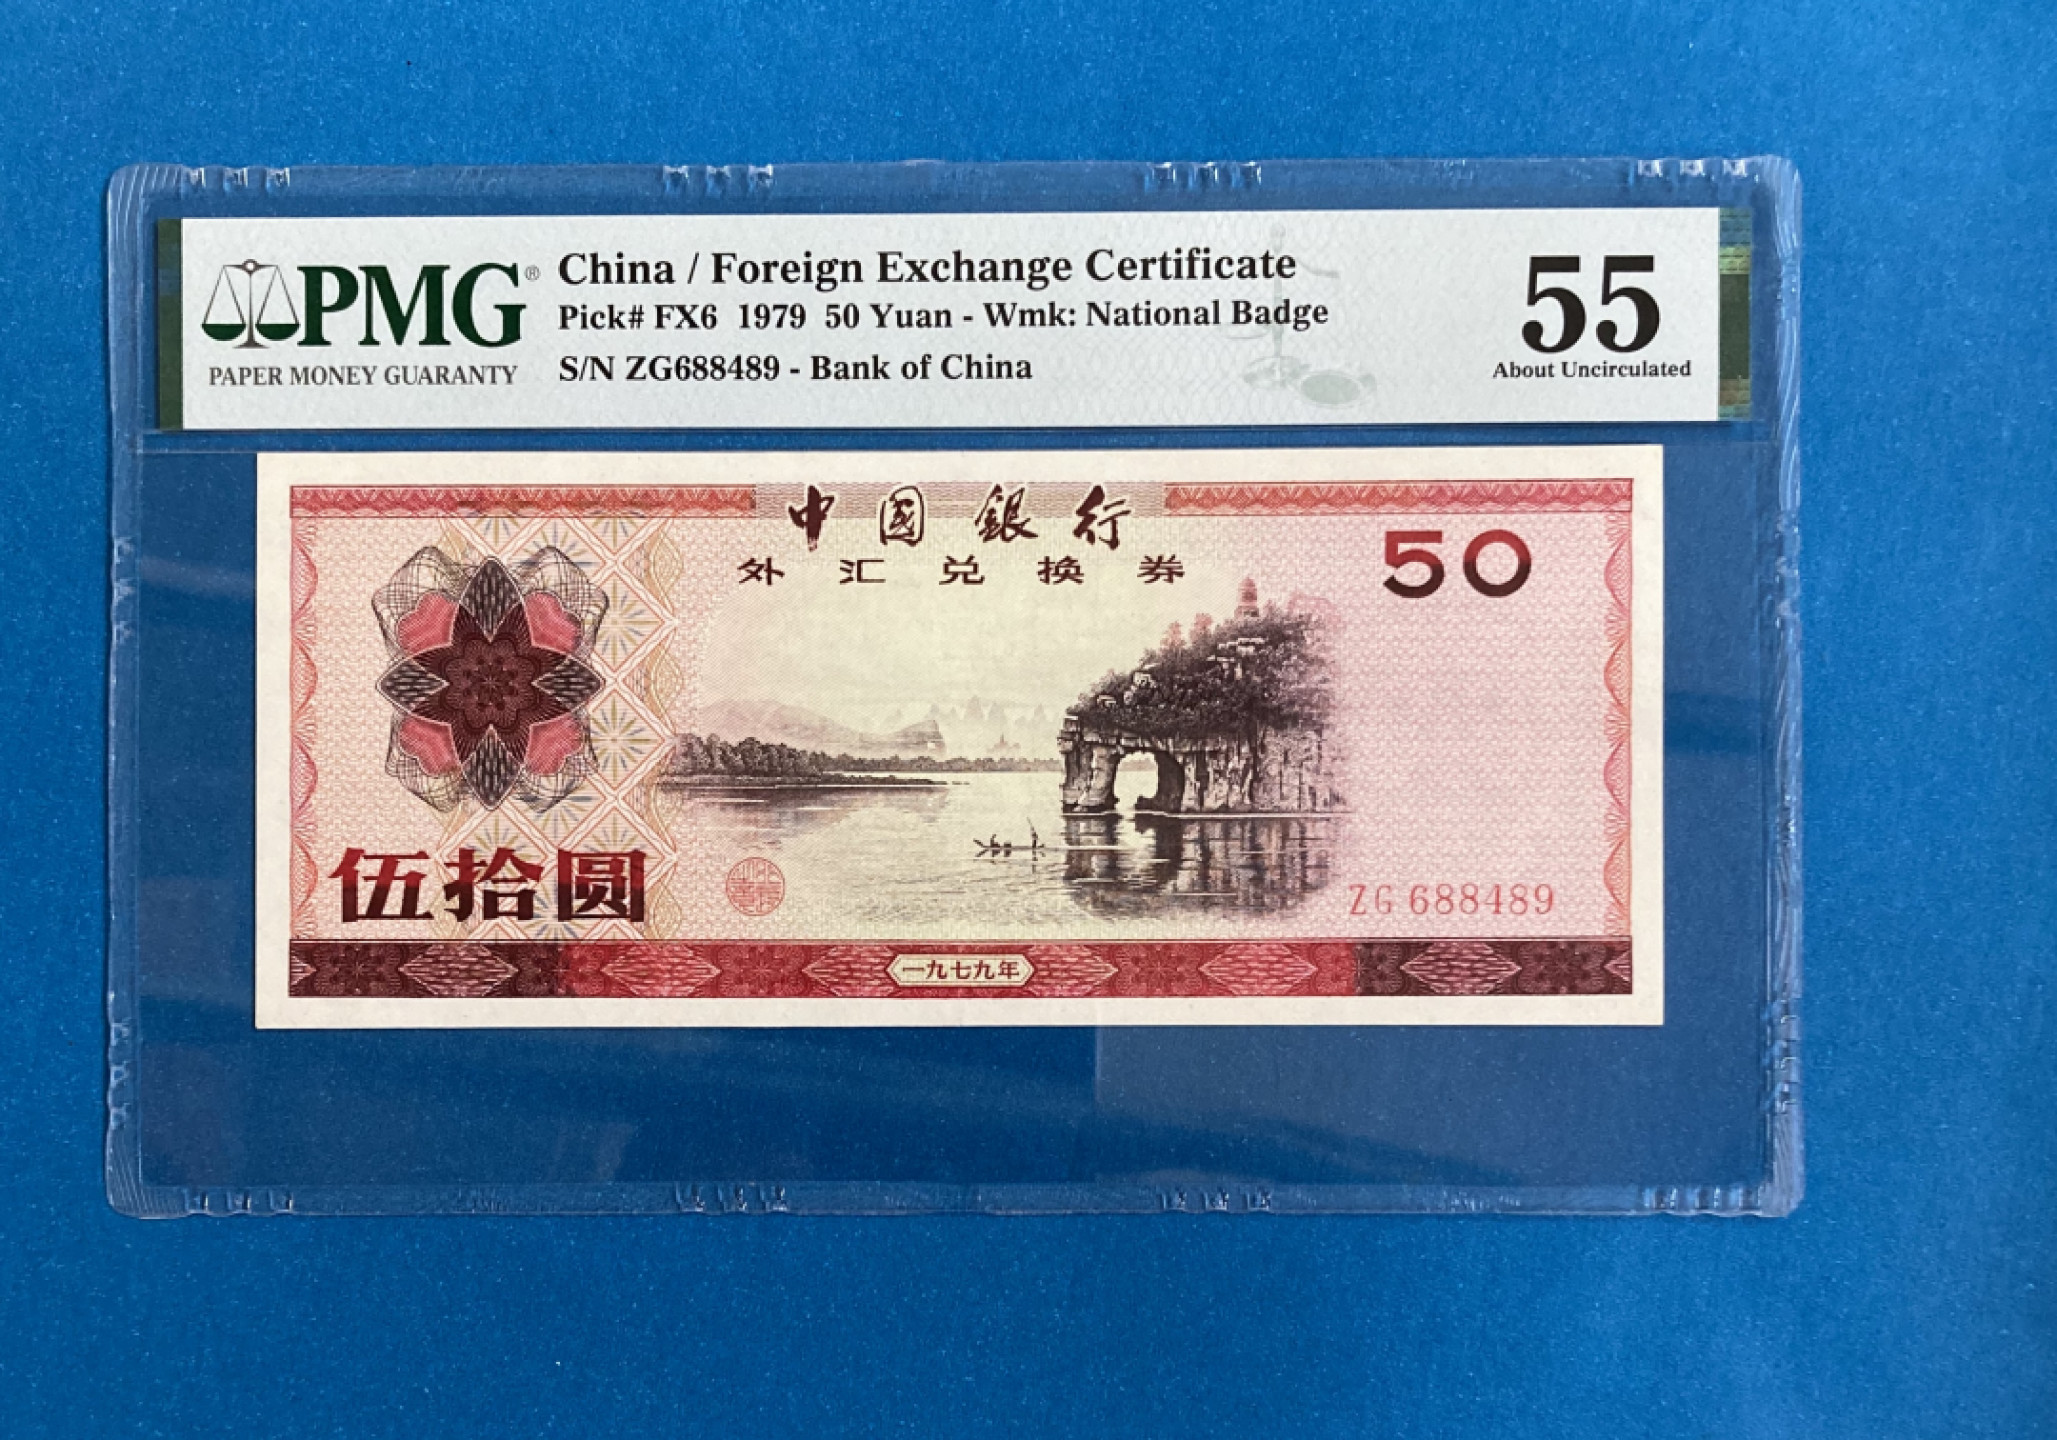 PMG®
PAPER MONEY GUARANTY
China / Foreign Exchange Certificate
Pick# FX6 1979 50 Yuan - Wmk: National Badge
S/N ZG688489 - Bank of China
55
About Uncirculated
中國銀行
外汇兑换券
50
伍拾圆
ZG 688489
一九七九年